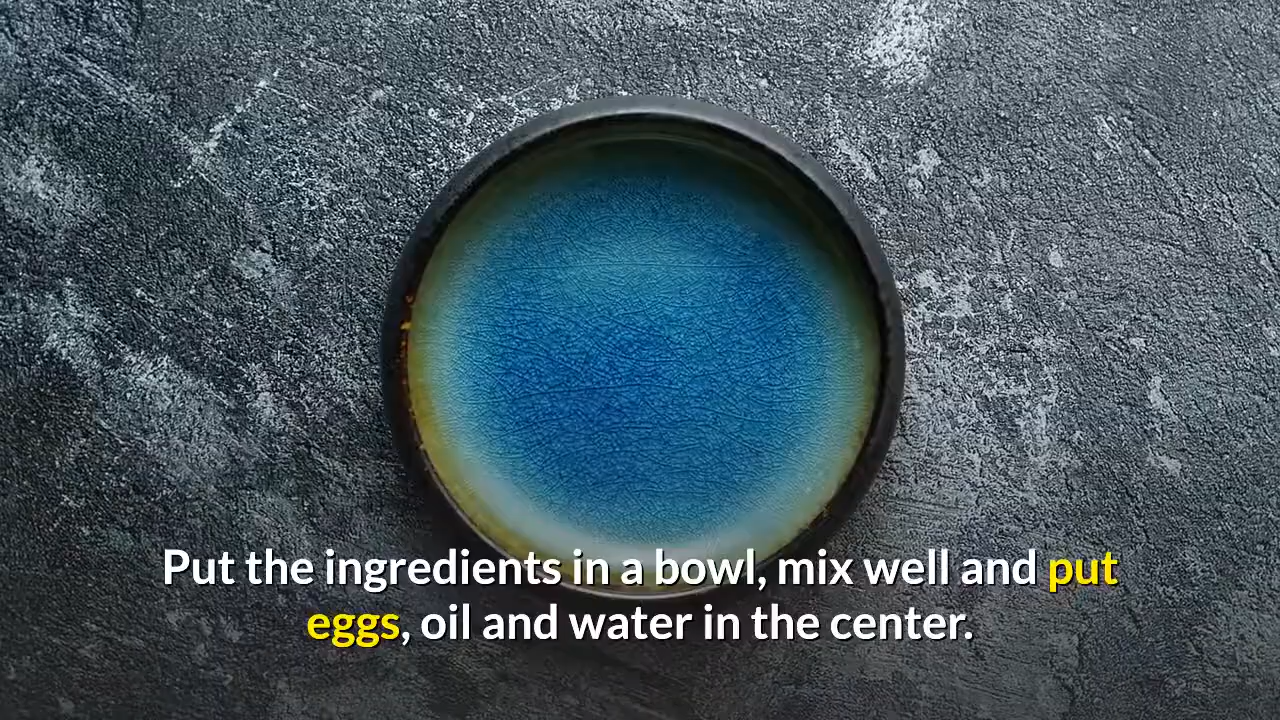 Put the ingredients in a bowl, mix well and put
eggs, oil and water in the center.